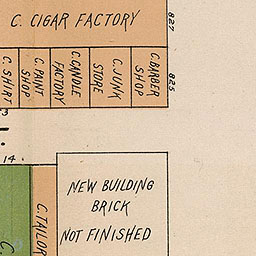 C. CIGAR FACTORY
827
C. SHIRT
C. PAINT
SHOP
C. CANDLE
FACTORY
C. JUNK
STORE
C. BARBER
SHOP
825
3
14
C. TAILOR
C.
NEW BUILDING
BRICK
NOT FINISHED